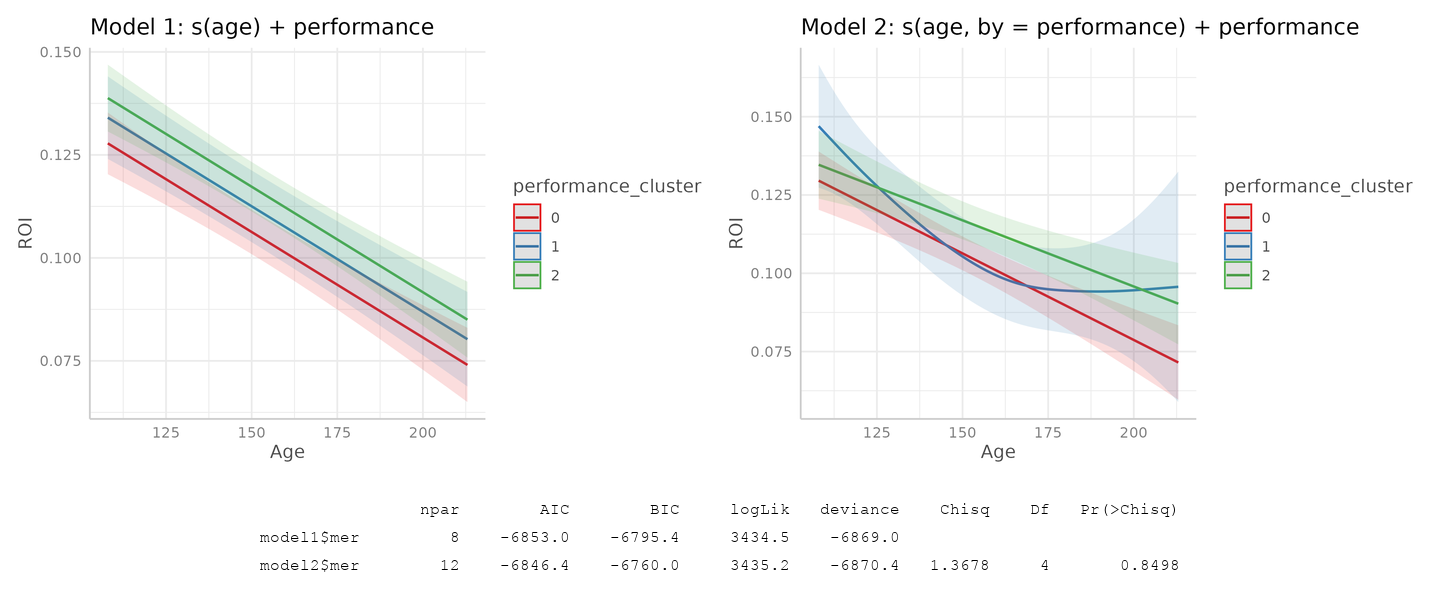 Model 1: s(age) + performance
0.150
0.125
0.100
0.075
ROI
125 150 175 200
Age
performance_cluster
0
1
2
Model 2: s(age, by = performance) + performance
0.150
0.125
0.100
0.075
ROI
125 150 175 200
Age
performance_cluster
0
1
2
npar AIC BIC logLik deviance Chisq Df Pr(>Chisq)
model1$mer 8 -6853.0 -6795.4 3434.5 -6869.0
model2$mer 12 -6846.4 -6760.0 3435.2 -6870.4 1.3678 4 0.8498